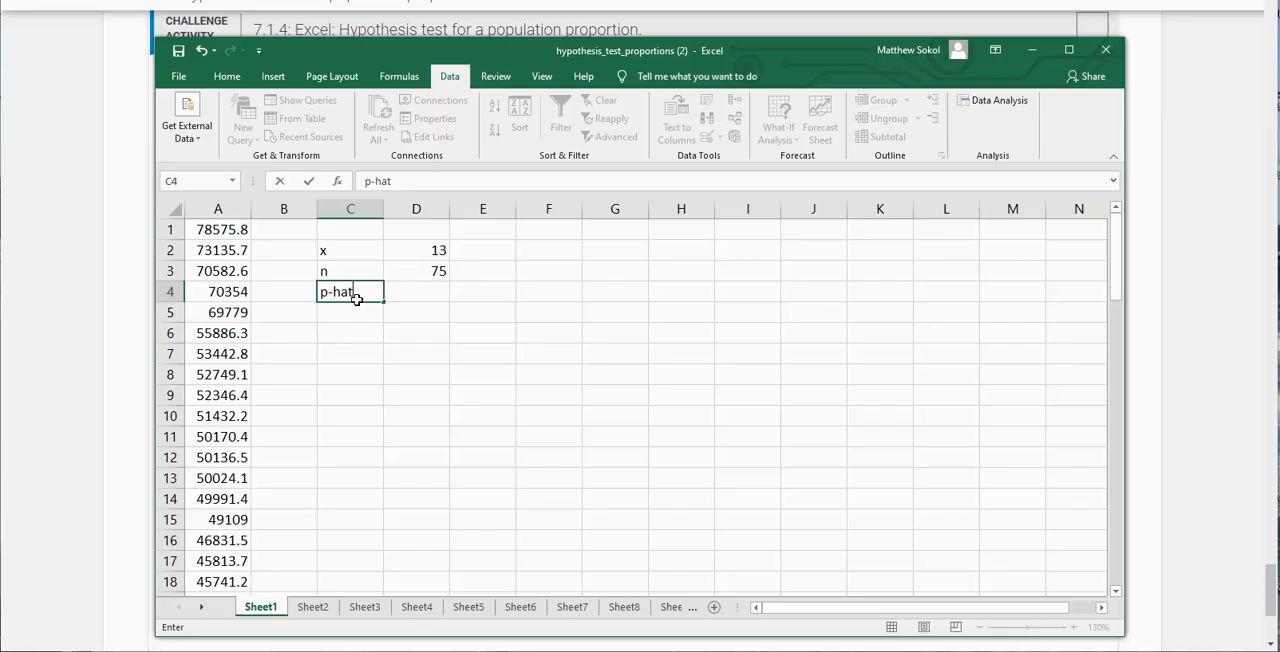 CHALLENGE
ACTIVITY
7.1.4: Excel: Hypothesis test for a population proportion.
hypothesis_test_proportions (2) - Excel
Matthew Sokol
File Home Insert Page Layout Formulas Data Review View Help Tell me what you want to do Share
Get External
Data
New
Query
Show Queries
From Table
Recent Sources
Get & Transform
Refresh
All
Connections
Properties
Edit Links
Connections
Sort
Filter
Clear
Reapply
Advanced
Sort & Filter
Text to
Columns
Data Tools
What-If
Analysis
Forecast
Sheet
Forecast
Group
Ungroup
Subtotal
Outline
Data Analysis
Analysis
C4 fx p-hat
A B C D E F G H I J K L M N
1 78575.8
2 73135.7 x 13
3 70582.6 n 75
4 70354 p-hat
5 69779
6 55886.3
7 53442.8
8 52749.1
9 52346.4
10 51432.2
11 50170.4
12 50136.5
13 50024.1
14 49991.4
15 49109
16 46831.5
17 45813.7
18 45741.2
Sheet1 Sheet2 Sheet3 Sheet4 Sheet5 Sheet6 Sheet7 Sheet8 Shee ...
Enter 130%